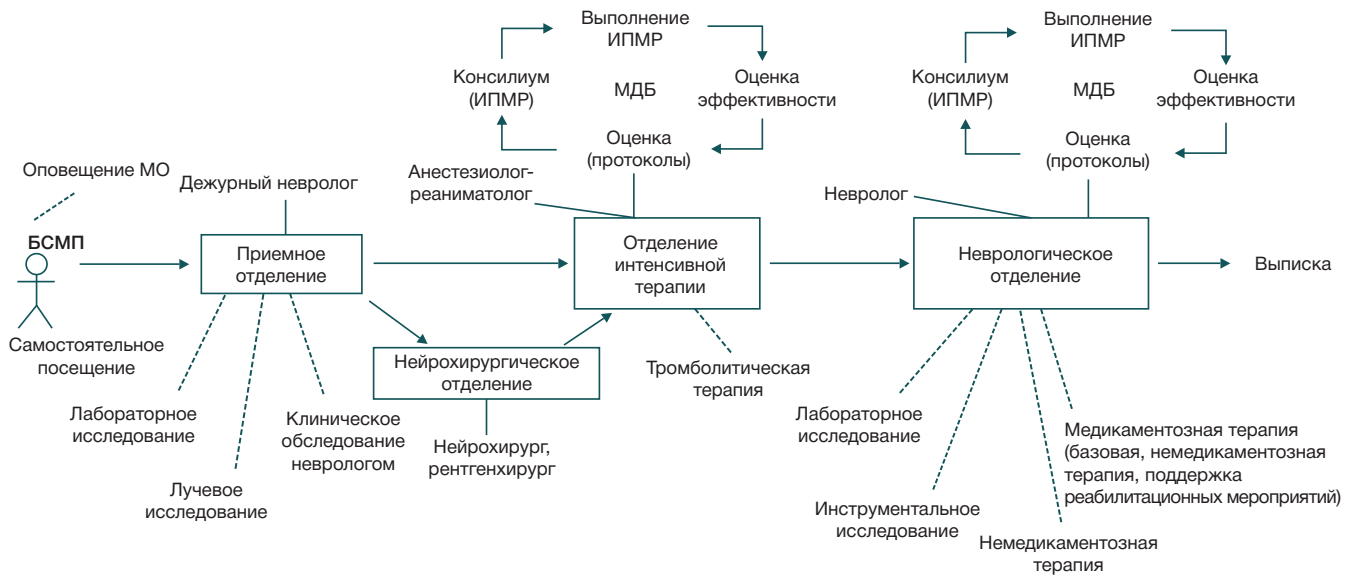 Выполнение
ИПМР
Консилиум
(ИПМР)
МДБ
Оценка
эффективности
Оценка
(протоколы)
Выполнение
ИПМР
Консилиум
(ИПМР)
МДБ
Оценка
эффективности
Оценка
(протоколы)
Оповещение МО
БСМП
Самостоятельное
посещение
Дежурный невролог
Приемное
отделение
Лабораторное
исследование
Лучевое
исследование
Клиническое
обследование
неврологом
Нейрохирургическое
отделение
Нейрохирург,
рентгенхирург
Анестезиолог-
реаниматолог
Отделение
интенсивной
терапии
Тромболитическая
терапия
Невролог
Неврологическое
отделение
Лабораторное
исследование
Инструментальное
исследование
Немедикаментозная
терапия
Медикаментозная терапия
(базовая, немедикаментозная
терапия, поддержка
реабилитационных мероприятий)
Выписка